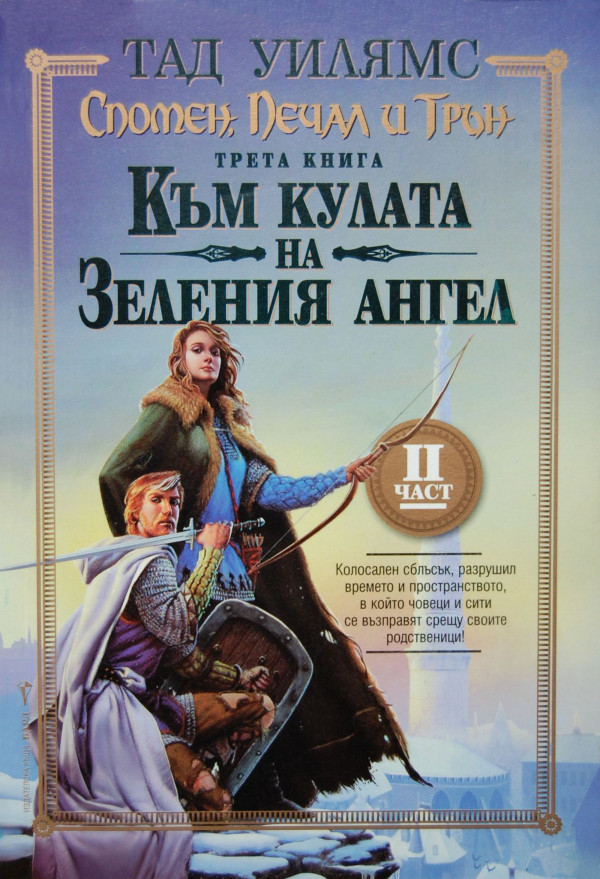 ТАД УИЛЯМС
СПОМЕН, ПЕЧАЛ И ТРЪН
ТРЕТА КНИГА
КЪМ КУЛАТА
НА
ЗЕЛЕНИЯ АНГЕЛ
II
ЧАСТ
Колосален сблъсък, разрушил
времето и пространството,
в който човеци и сити
се възправят срещу своите
родственици!